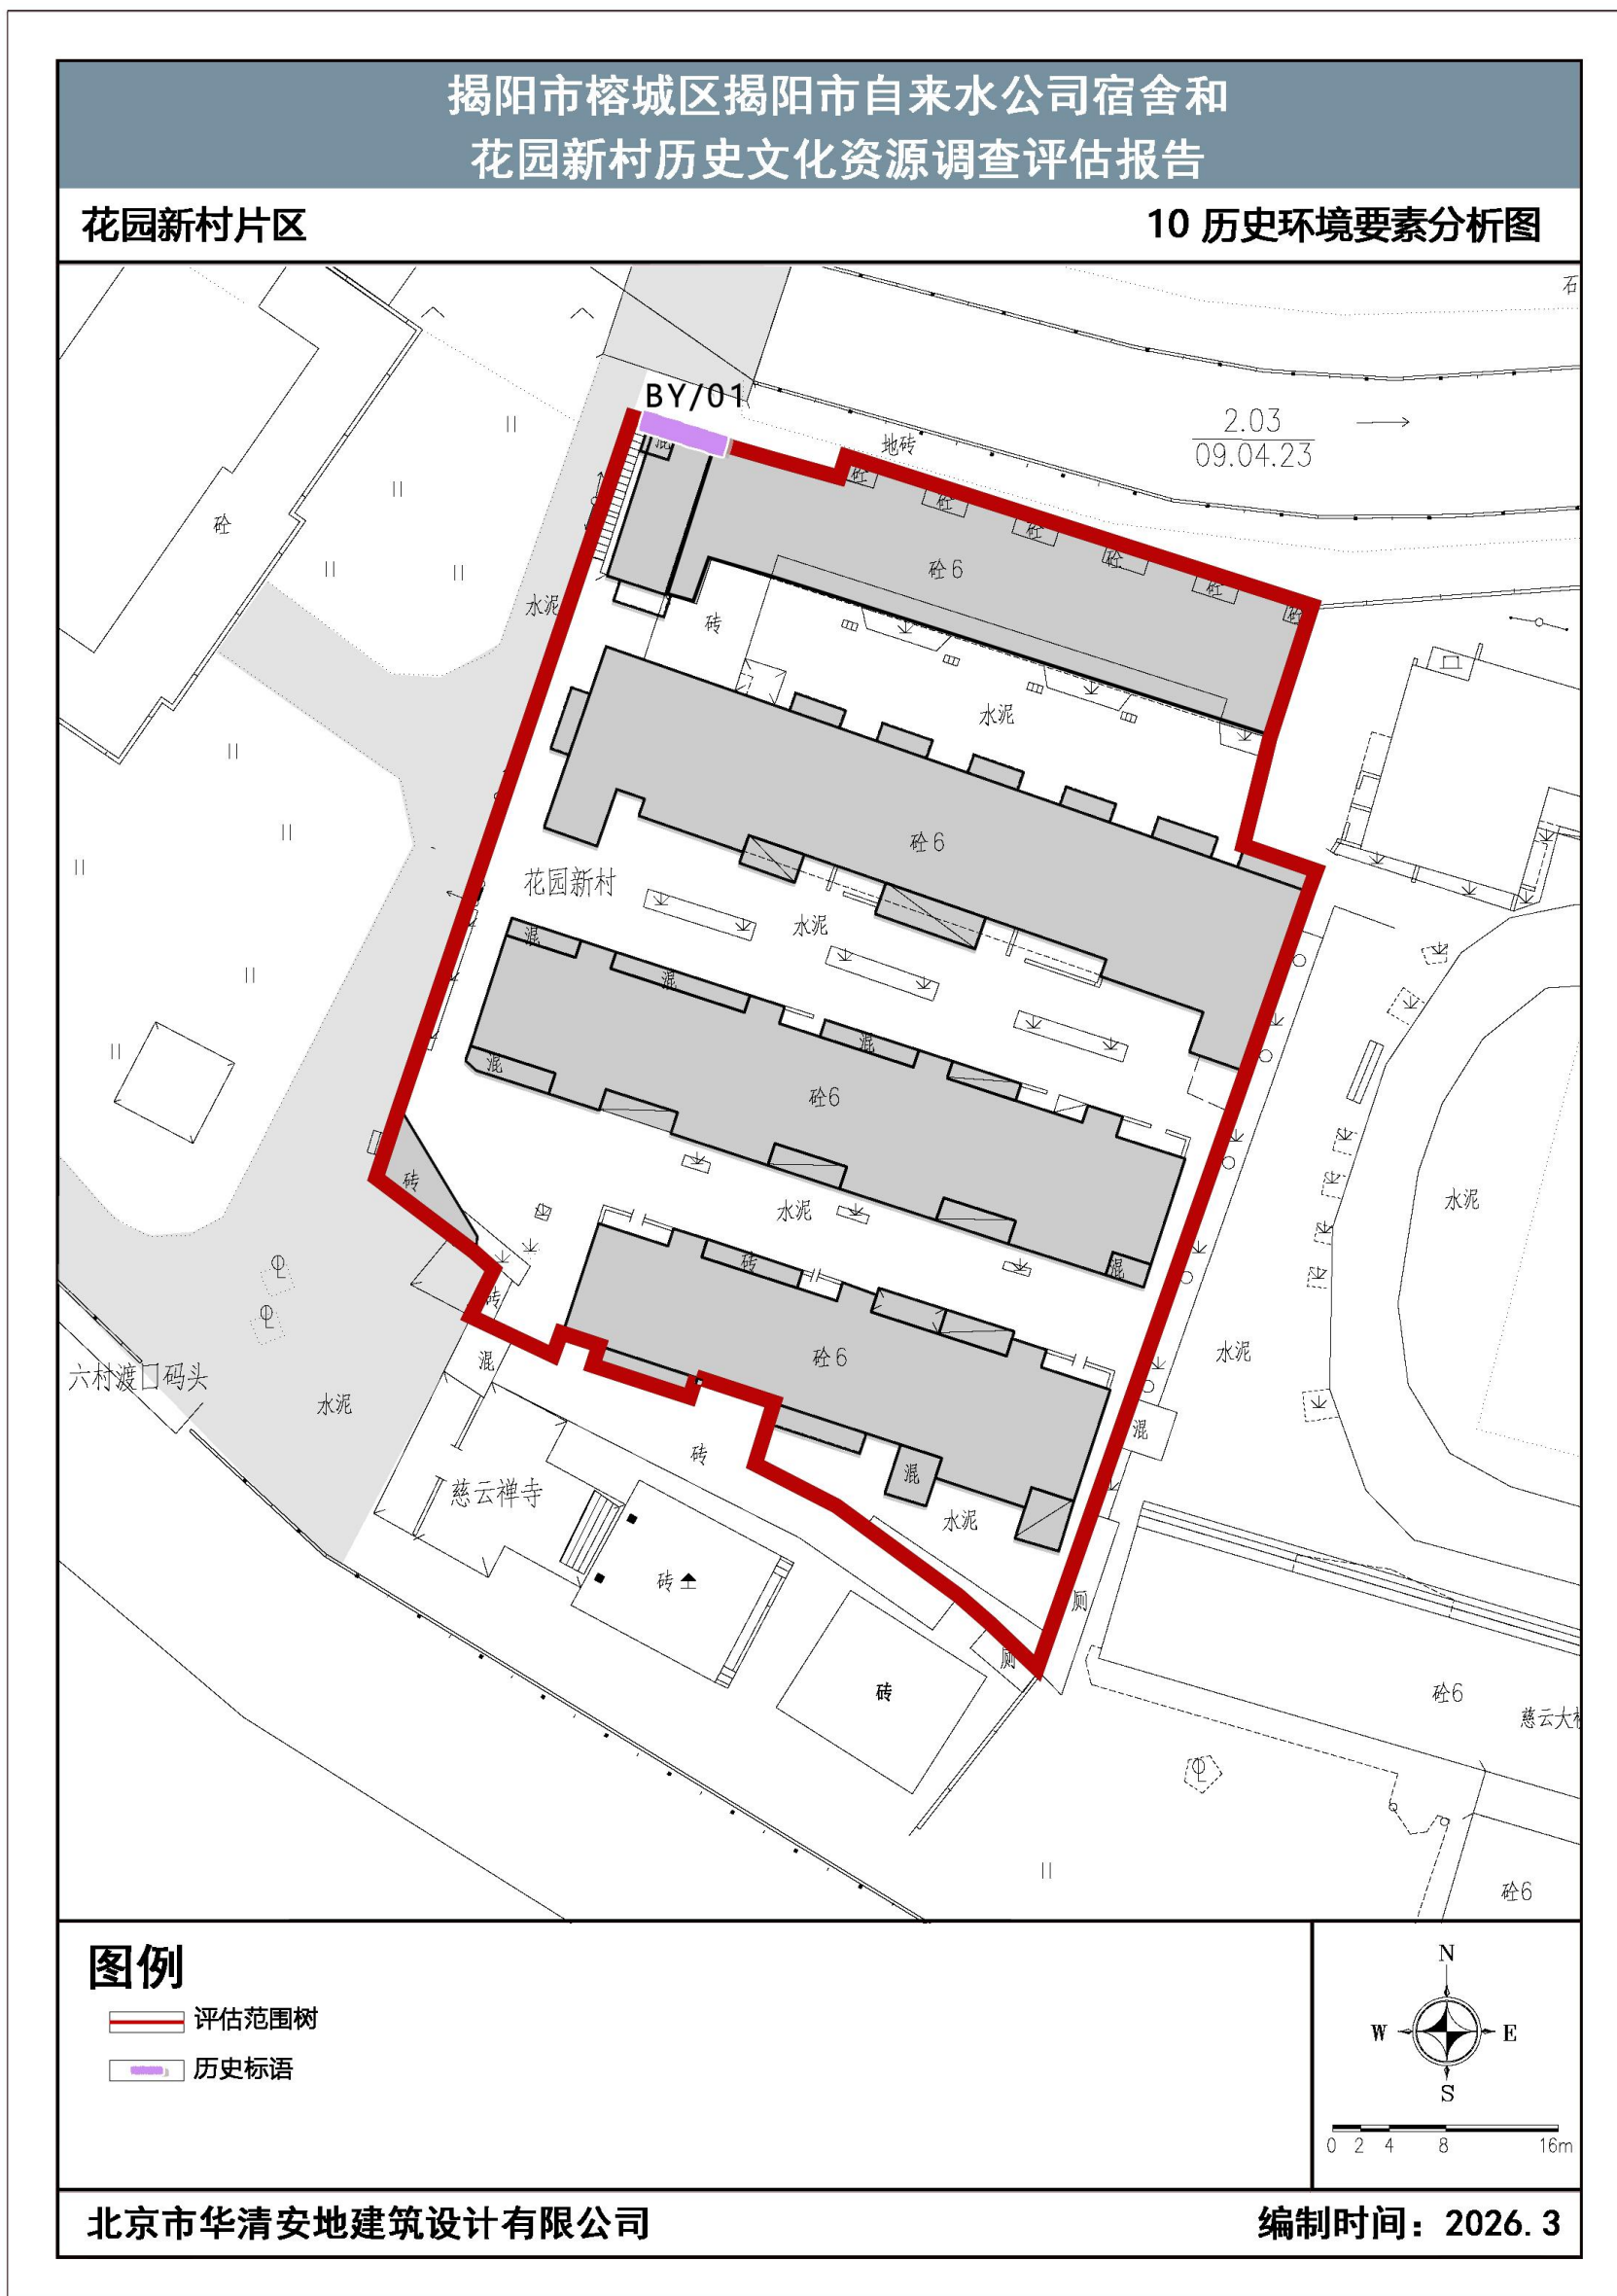 揭阳市榕城区揭阳市自来水公司宿舍和
花园新村历史文化资源调查评估报告
花园新村片区
10 历史环境要素分析图
石
BY/01
混
地砖
2.03
09.04.23
砼
砼
砼
砼
砼
砼
砼
砼6
水泥
砖
水泥
砼6
花园新村
水泥
混
混
混
混
砼6
砖
水泥
水泥
混
砖
砖
砼6
水泥
六村渡口码头
水泥
混
混
砖
慈云禅寺
混
水泥
砖
厕
厕
砖
砼6
慈云大
砼6
图例
评估范围树
历史标语
N
W
E
S
0 2 4 8 16m
北京市华清安地建筑设计有限公司
编制时间：2026.3